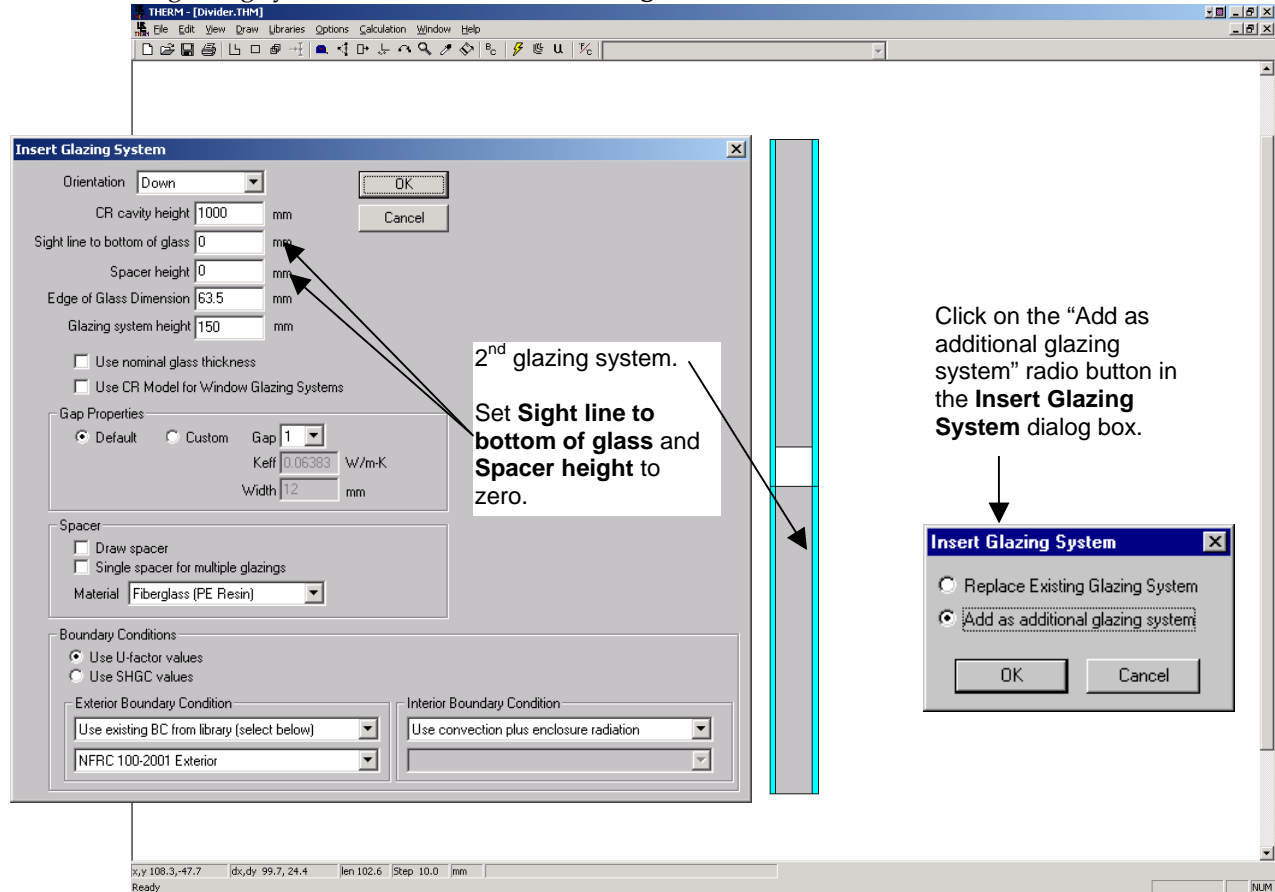 THERM - [Divider.THM]
File Edit View Draw Libraries Options Calculation Window Help
Insert Glazing System
Orientation Down
OK
CR cavity height 1000 mm
Cancel
Sight line to bottom of glass 0 mm
Spacer height 0 mm
Edge of Glass Dimension 63.5 mm
Glazing system height 150 mm
Use nominal glass thickness
Use CR Model for Window Glazing Systems
Gap Properties
Default Custom Gap 1
Keff 0.06383 W/m-K
Width 12 mm
Spacer
Draw spacer
Single spacer for multiple glazings
Material Fiberglass (PE Resin)
Boundary Conditions
Use U-factor values
Use SHGC values
Exterior Boundary Condition
Use existing BC from library (select below)
NFRC 100-2001 Exterior
Interior Boundary Condition
Use convection plus enclosure radiation
2nd glazing system.
Set Sight line to
bottom of glass and
Spacer height to
zero.
Click on the “Add as
additional glazing
system” radio button in
the Insert Glazing
System dialog box.
Insert Glazing System
Replace Existing Glazing System
Add as additional glazing system
OK Cancel
x,y 108.3,-47.7 dx,dy 99.7, 24.4 len 102.6 Step 10.0 mm
Ready NUM